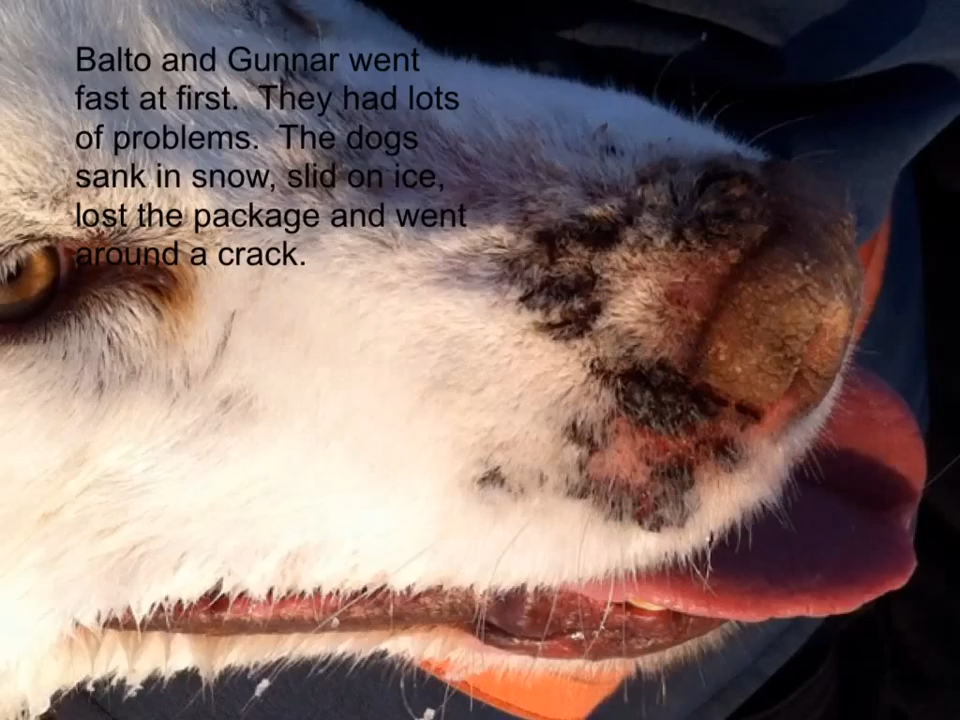 Balto and Gunnar went
fast at first.  They had lots
of problems.  The dogs
sank in snow, slid on ice,
lost the package and went
around a crack.